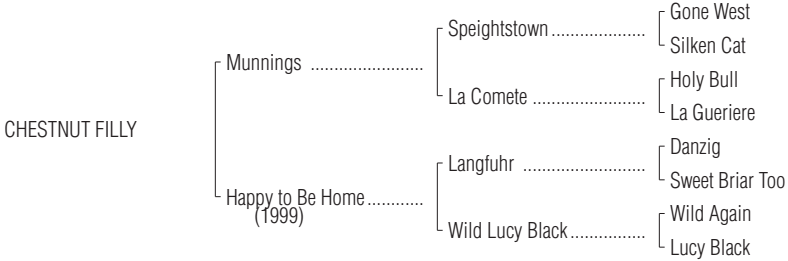 Gone West
Speightstown ......................
Silken Cat
Munnings ..........................
Holy Bull
La Comete ..........................
La Gueriere
CHESTNUT FILLY
Danzig
Langfuhr ............................
Sweet Briar Too
Happy to Be Home.............
(1999)
Wild Again
Wild Lucy Black.................
Lucy Black